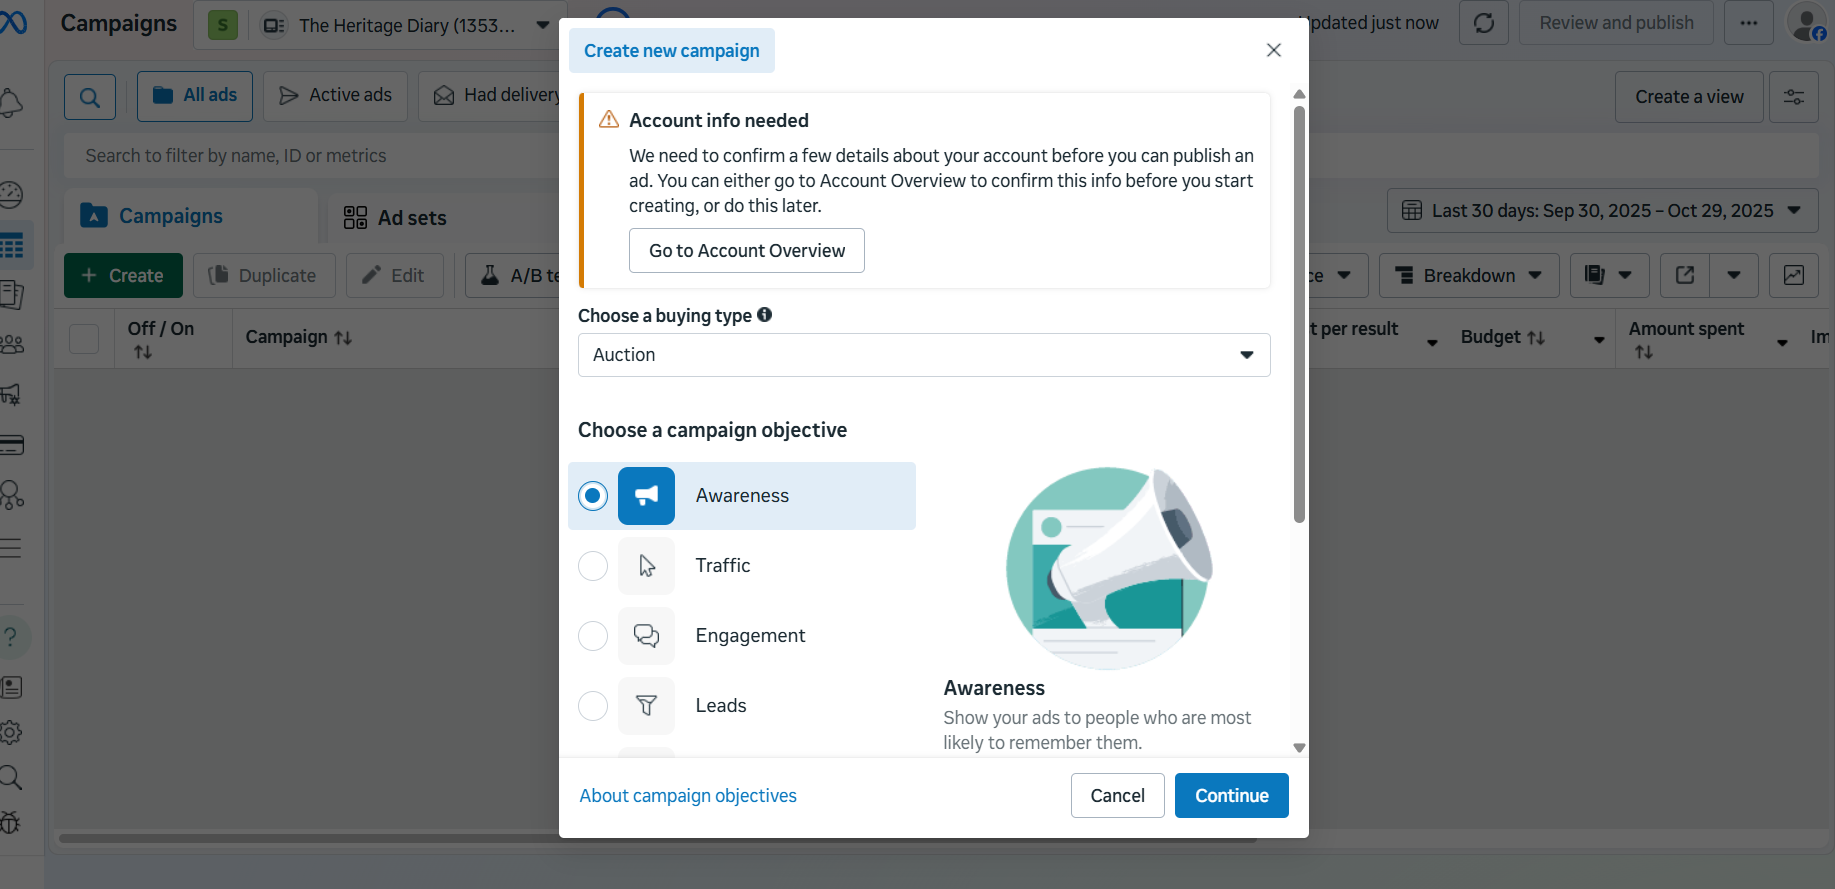 Campaigns
S
The Heritage Diary (1353...
Updated just now
Review and publish
All ads
Active ads
Had delivery
Create a view
Search to filter by name, ID or metrics
Campaigns
Ad sets
Last 30 days: Sep 30, 2025 – Oct 29, 2025
+ Create
Duplicate
Edit
A/B te
ce
Breakdown
Off / On
Campaign
t per result
Budget
Amount spent
Im
Create new campaign
Account info needed
We need to confirm a few details about your account before you can publish an
ad. You can either go to Account Overview to confirm this info before you start
creating, or do this later.
Go to Account Overview
Choose a buying type
Auction
Choose a campaign objective
Awareness
Traffic
Engagement
Leads
Awareness
Show your ads to people who are most
likely to remember them.
About campaign objectives
Cancel
Continue